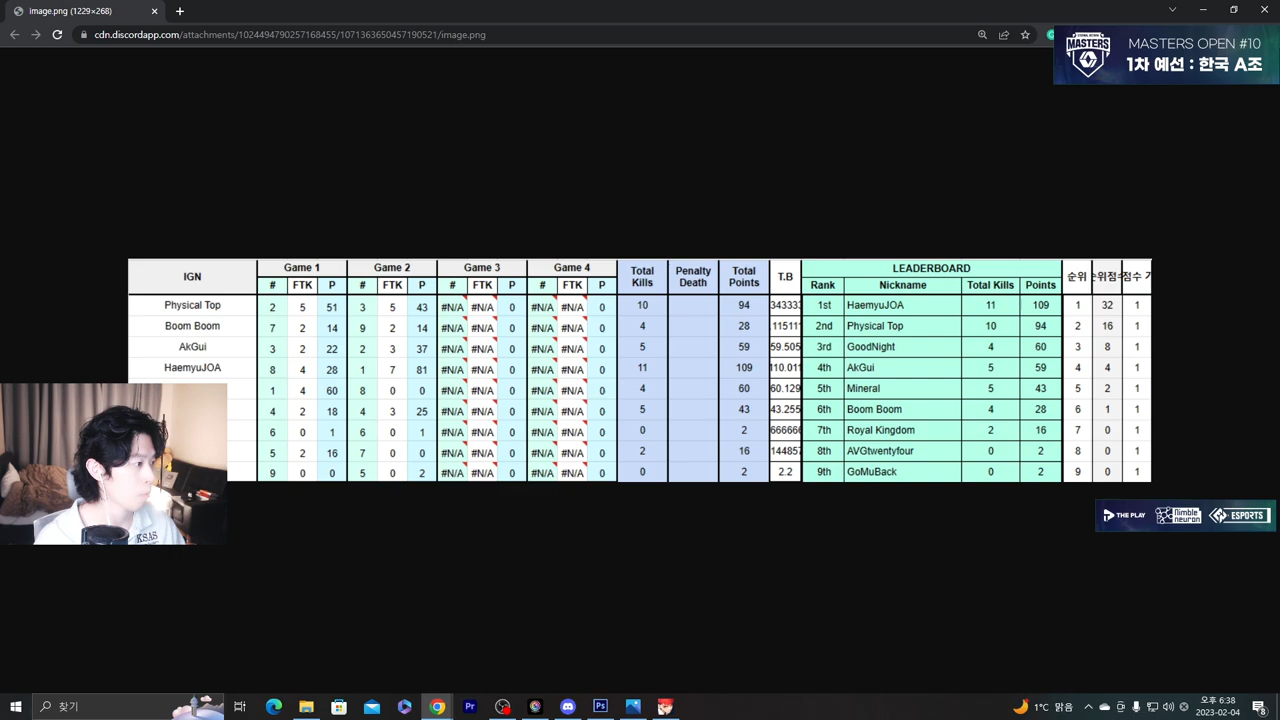 image.png (1229×268)
cdn.discordapp.com/attachments/1024494790257168455/1071363650457190521/image.png
MASTERS
MASTERS OPEN #10
1차 예선 : 한국 A조
IGN Game 1 Game 2 Game 3 Game 4 Total Kills Penalty Death Total Points T.B LEADERBOARD 순위
# FTK P # FTK P # FTK P # FTK P Rank Nickname Total Kills Points
Physical Top 2 5 51 3 5 43 #N/A #N/A 0 #N/A #N/A 0 10 94 343333 1st HaemyuJOA 11 109 1 32 1
Boom Boom 7 2 14 9 2 14 #N/A #N/A 0 #N/A #N/A 0 4 28 2nd Physical Top 10 94 2 16 1
AkGui 3 2 22 2 3 37 #N/A #N/A 0 #N/A #N/A 0 5 59 59.505 3rd GoodNight 4 60 3 8 1
HaemyuJOA 8 4 28 1 7 81 #N/A #N/A 0 #N/A #N/A 0 11 109 4th AkGui 5 59 4 4 1
1 4 60 8 0 0 #N/A #N/A 0 #N/A #N/A 0 4 60 60.129 5th Mineral 5 43 5 2 1
4 2 18 4 3 25 #N/A #N/A 0 #N/A #N/A 0 5 43 43.255 6th Boom Boom 4 28 6 1 1
6 0 1 6 0 1 #N/A #N/A 0 #N/A #N/A 0 0 2 666666 7th Royal Kingdom 2 16 7 0 1
5 2 16 7 0 0 #N/A #N/A 0 #N/A #N/A 0 2 16 144857 8th AVGtwentyfour 0 2 8 0 1
9 0 0 5 0 2 #N/A #N/A 0 #N/A #N/A 0 0 2 2.2 9th GoMuBack 0 2 9 0 1
KSAS
THE PLAY nimble neuron ESPORTS
찾기
Pr
Ps
1°C 맑음
오후 6:38
2023-02-04